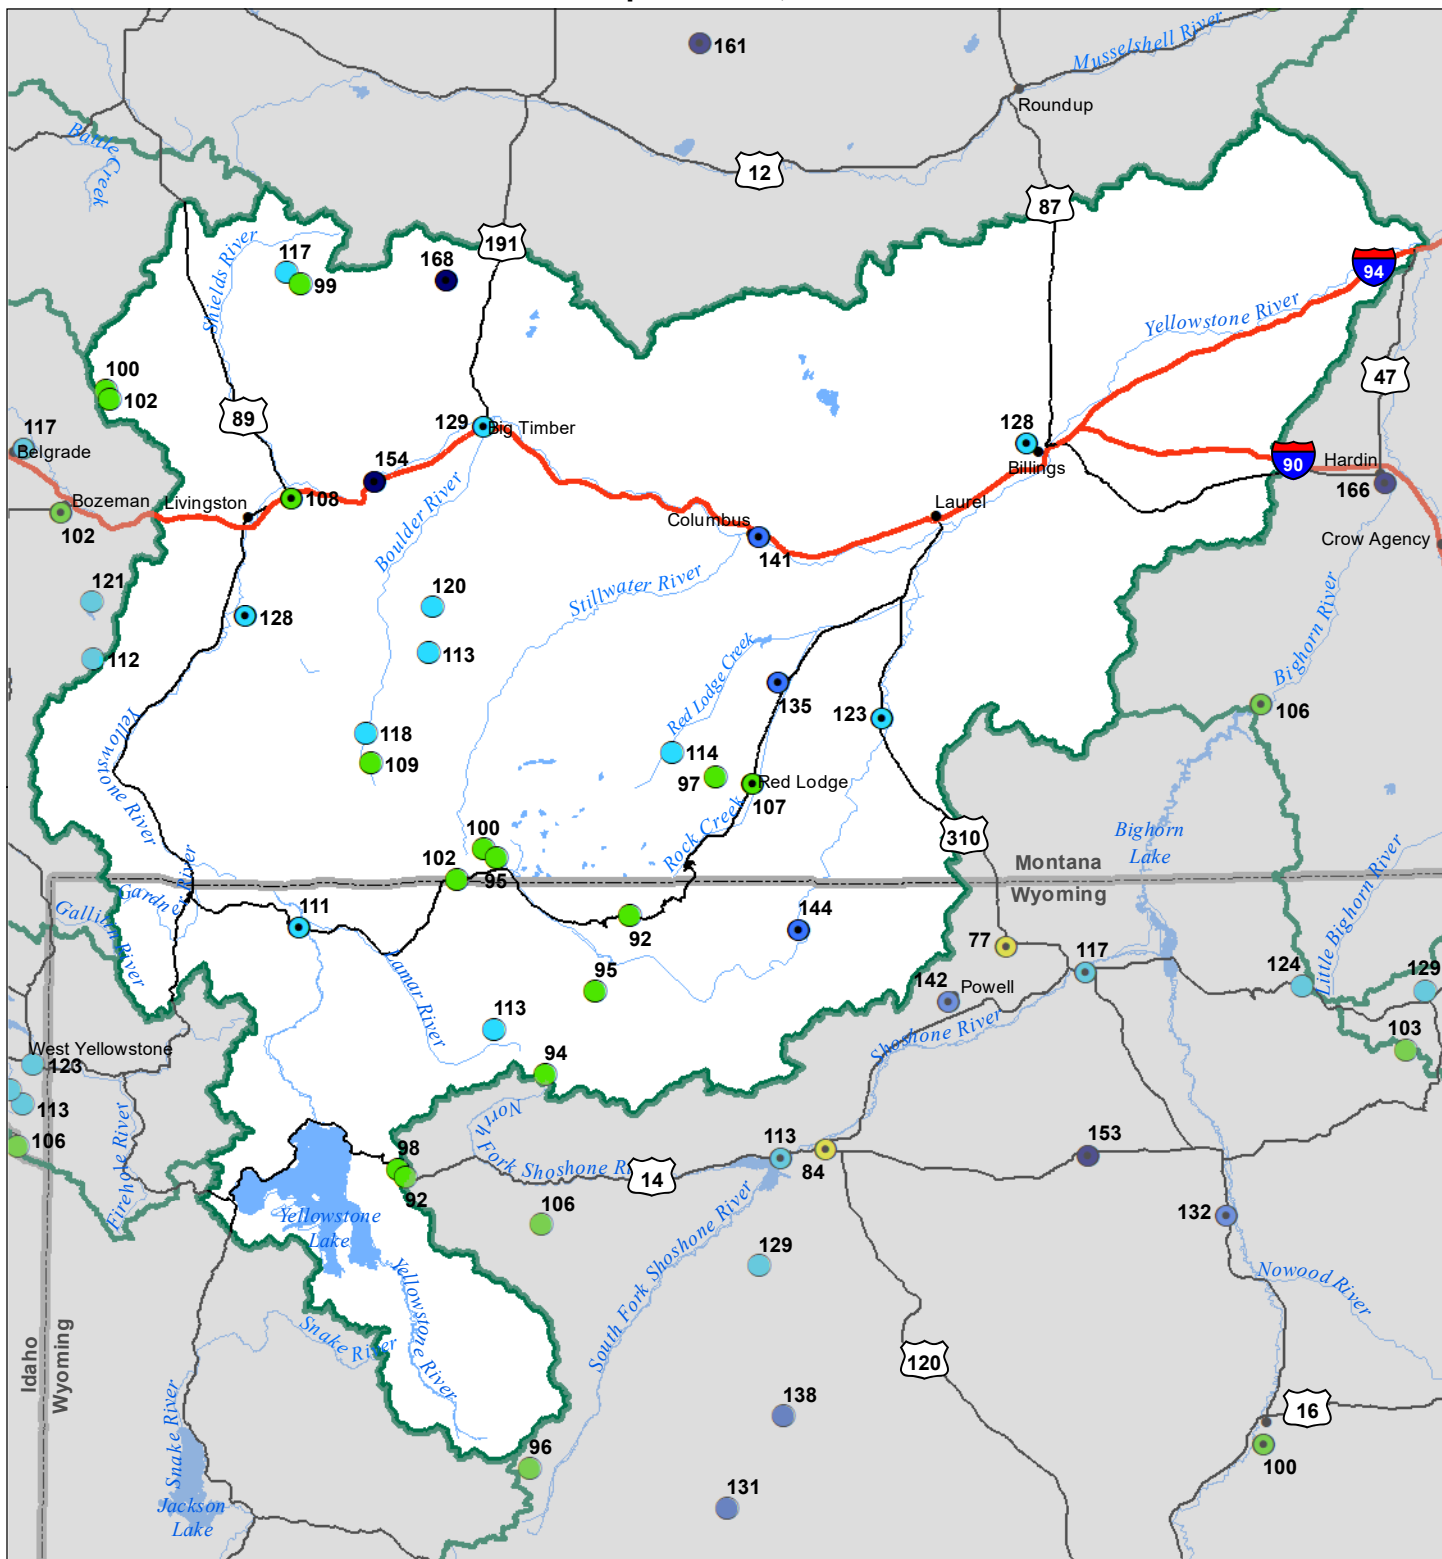 161
Musselshell River
Roundup
Battle
Creek
12
87
191
117
168
94
Shields River
99
Yellowstone River
100
47
102
89
129
Big Timber
128
117
Belgrade
154
Billings
90
Hardin
Bozeman
Livingston
108
166
102
Boulder River
Laurel
Columbus
141
Crow Agency
121
120
Stillwater River
128
Bighorn River
113
112
Red Lodge Creek
135
123
106
Yellowstone River
118
109
114
97
Red Lodge
107
Rock Creek
310
Bighorn
Lake
100
102
95
Montana
Wyoming
Gardner River
Gallitin River
Little Bighorn River
111
92
144
77
117
Lamar River
95
142
Powell
124
129
113
Shoshone River
West Yellowstone
123
94
103
113
North
Fork Shoshone R
106
98
113
84
153
14
92
Firehole River
106
132
Yellowstone
Lake
129
South Fork Shoshone River
Nowood River
Yellowstone River
Snake River
Idaho
Wyoming
120
Snake River
138
16
96
100
Jackson
Lake
131